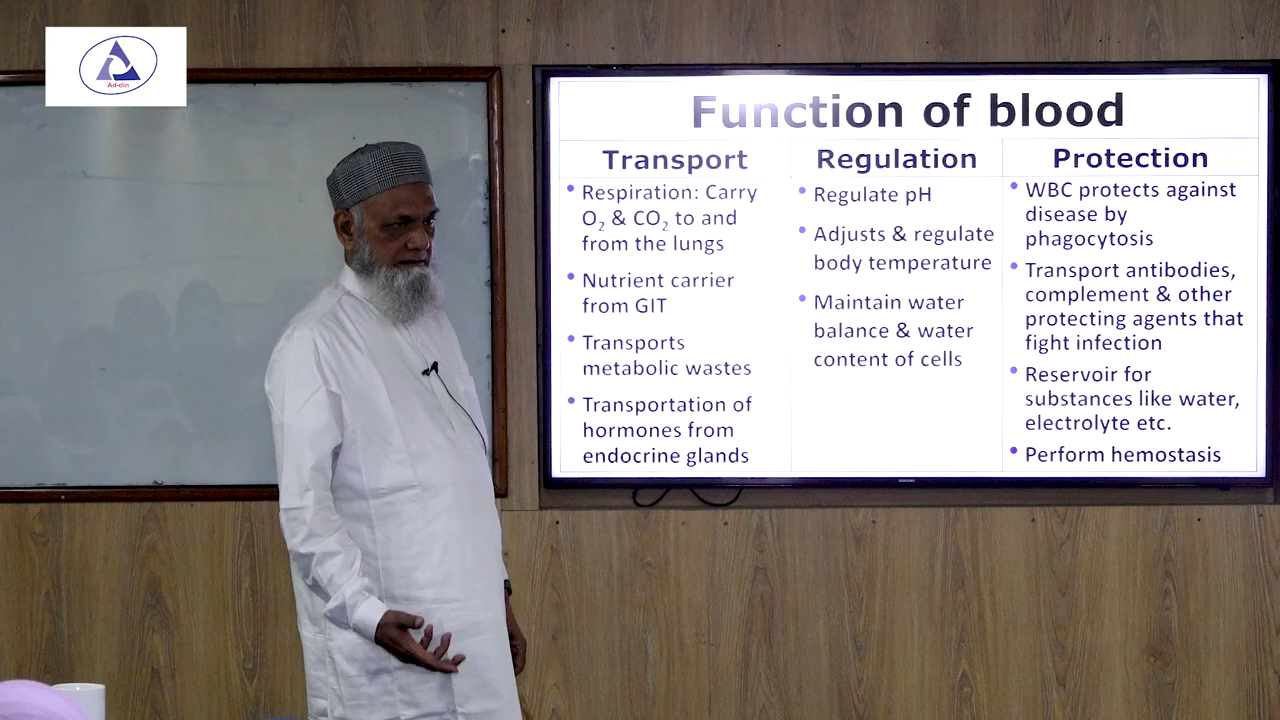 Ad-din
Function of blood
Transport
• Respiration: Carry
O₂ & CO₂ to and
from the lungs
• Nutrient carrier
from GIT
• Transports
metabolic wastes
• Transportation of
hormones from
endocrine glands
Regulation
• Regulate pH
• Adjusts & regulate
body temperature
• Maintain water
balance & water
content of cells
Protection
• WBC protects against
disease by
phagocytosis
• Transport antibodies,
complement & other
protecting agents that
fight infection
• Reservoir for
substances like water,
electrolyte etc.
• Perform hemostasis